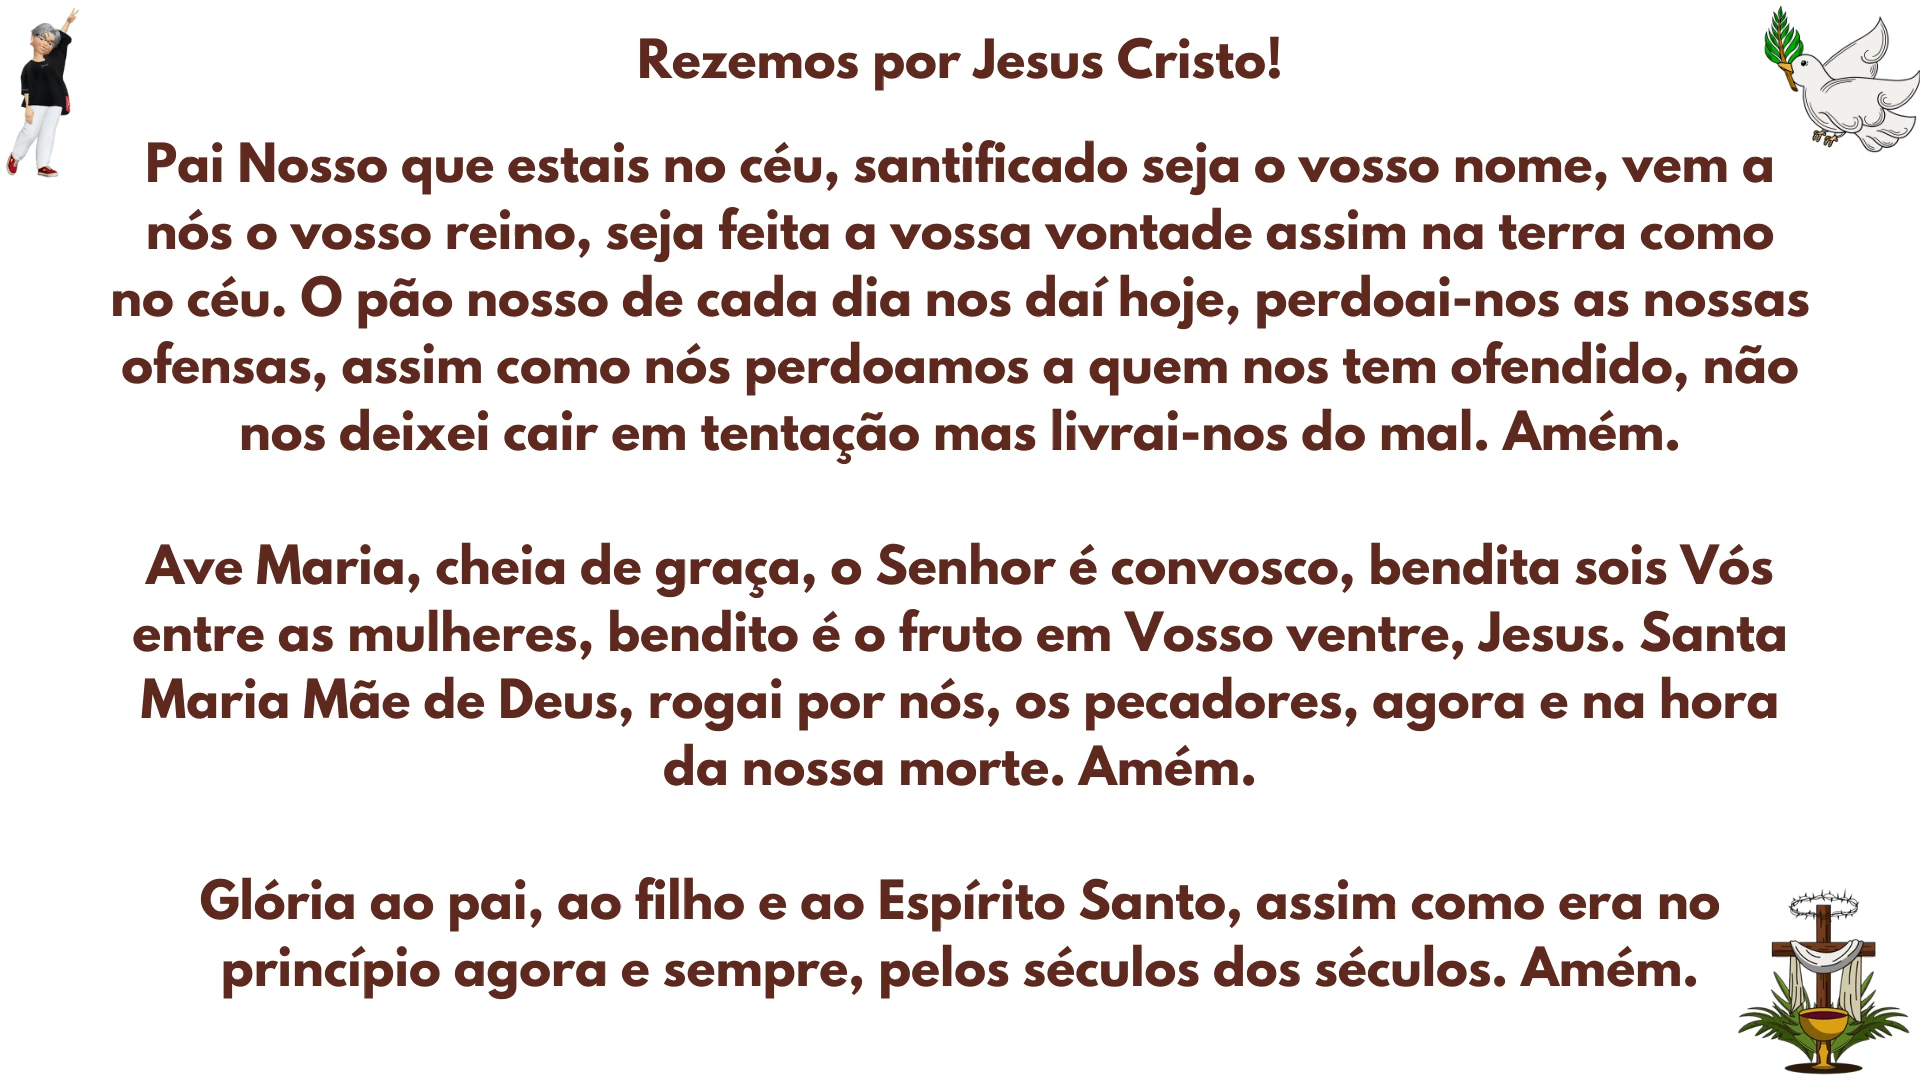 Rezemos por Jesus Cristo!
Pai Nosso que estais no céu, santificado seja o vosso nome, vem a
nós o vosso reino, seja feita a vossa vontade assim na terra como
no céu. O pão nosso de cada dia nos daí hoje, perdoai-nos as nossas
ofensas, assim como nós perdoamos a quem nos tem ofendido, não
nos deixei cair em tentação mas livrai-nos do mal. Amém.
Ave Maria, cheia de graça, o Senhor é convosco, bendita sois Vós
entre as mulheres, bendito é o fruto em Vosso ventre, Jesus. Santa
Maria Mãe de Deus, rogai por nós, os pecadores, agora e na hora
da nossa morte. Amém.
Glória ao pai, ao filho e ao Espírito Santo, assim como era no
princípio agora e sempre, pelos séculos dos séculos. Amém.